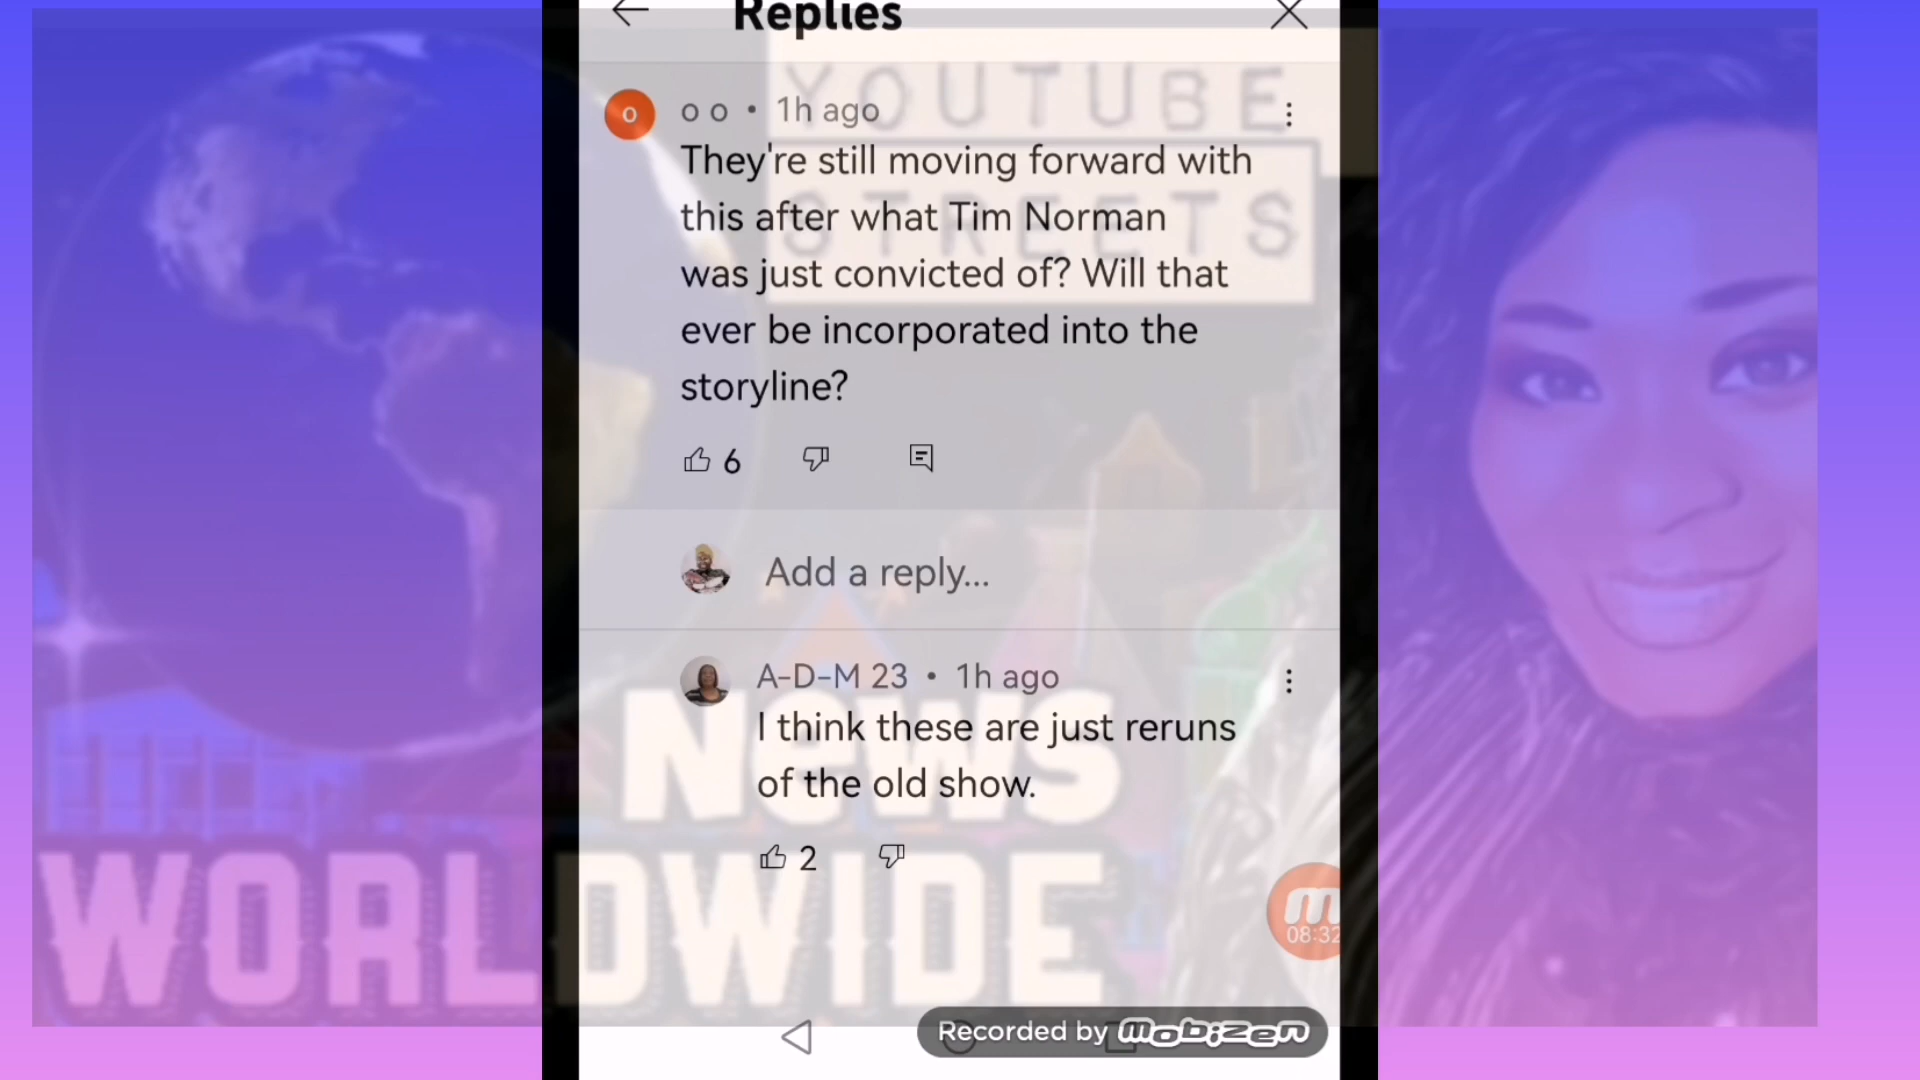 Replies
YOUTUBE
STREETS
o
o o • 1h ago
They're still moving forward with
this after what Tim Norman
was just convicted of? Will that
ever be incorporated into the
storyline?
6
Add a reply...
A-D-M 23 • 1h ago
I think these are just reruns
of the old show.
2
News
WORLDWIDE
m
08:32
Recorded by mobizen